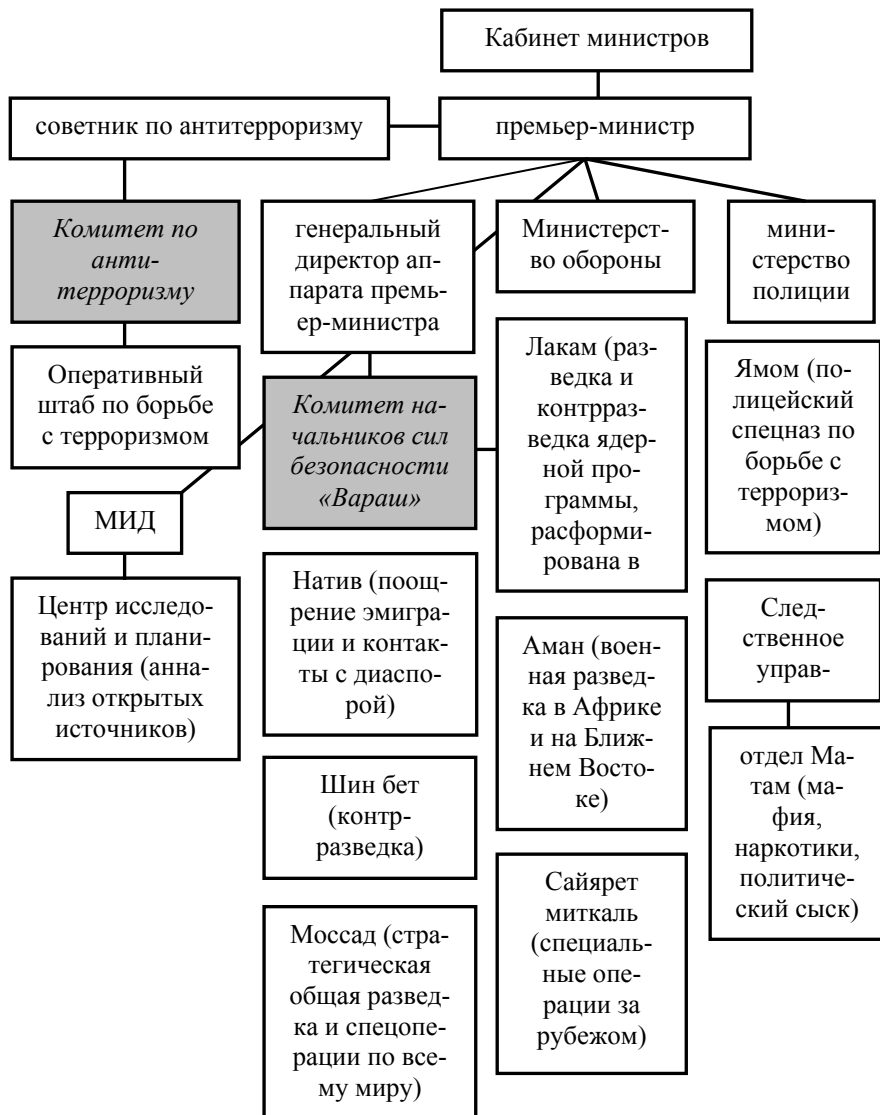 Кабинет министров
советник по антитерроризму
премьер-министр
Комитет по
анти-
терроризму
генеральный
директор ап-
парата премь-
ер-министра
Министерст-
во обороны
мини-
стерство
полиции
Оперативный
штаб по борьбе
с терроризмом
Комитет на-
чальников сил
безопасности
«Вараш»
Лакам (раз-
ведка и
контрраз-
ведка ядер-
ной про-
граммы,
расформи-
рована в
Ямом (по-
лицейский
спецназ по
борьбе с
террориз-
мом)
МИД
Центр исследо-
ваний и плани-
рования (анна-
лиз открытых
источников)
Натив (поощ-
рение эмигра-
ции и контак-
ты с диаспо-
рой)
Аман (воен-
ная развед-
ка в Африке
и на Ближ-
нем Восто-
ке)
След-
ственное
управ-
Шин бет
(контр-
разведка)
отдел Ма-
там (ма-
фия,
наркотики,
политиче-
ский сыск)
Моссад (стра-
тегическая
общая развед-
ка и спецопе-
рации по все-
му миру)
Сайярет
миткаль
(специаль-
ные опе-
рации за
рубежом)